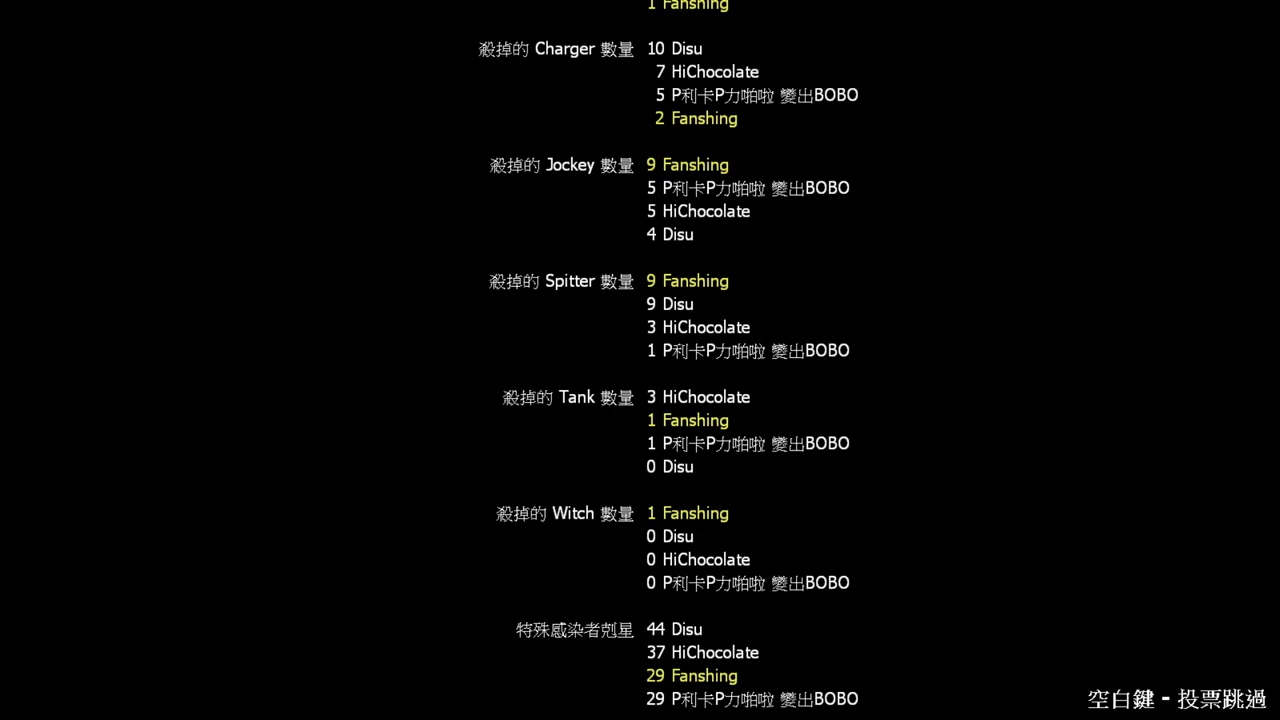 1 Fanshing
殺掉的 Charger 數量 10 Disu
7 HiChocolate
5 P利卡P力啪啦 變出BOBO
2 Fanshing
殺掉的 Jockey 數量 9 Fanshing
5 P利卡P力啪啦 變出BOBO
5 HiChocolate
4 Disu
殺掉的 Spitter 數量 9 Fanshing
9 Disu
3 HiChocolate
1 P利卡P力啪啦 變出BOBO
殺掉的 Tank 數量 3 HiChocolate
1 Fanshing
1 P利卡P力啪啦 變出BOBO
0 Disu
殺掉的 Witch 數量 1 Fanshing
0 Disu
0 HiChocolate
0 P利卡P力啪啦 變出BOBO
特殊感染者剋星 44 Disu
37 HiChocolate
29 Fanshing
29 P利卡P力啪啦 變出BOBO
空白鍵 - 投票跳過